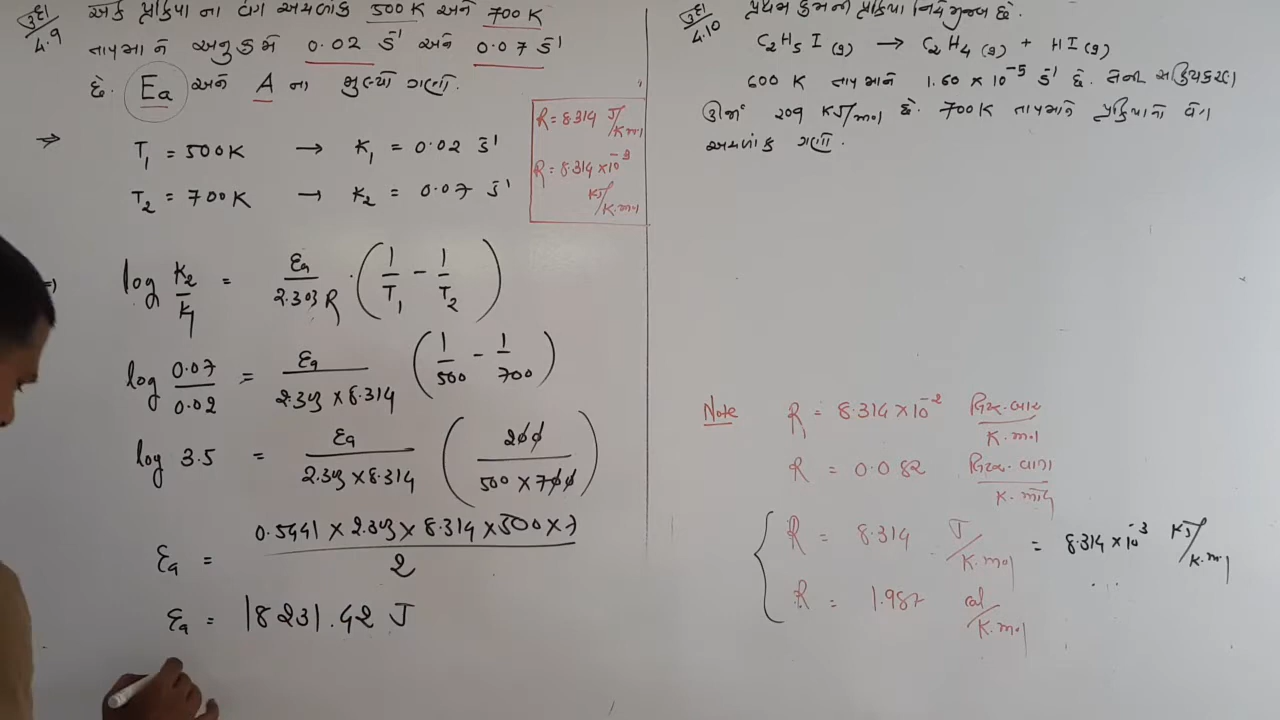 ઉદા 4.9 એક પ્રક્રિયા ના વેગ અચળાંક 500 K અને 700 K
તાપમાને અનુક્રમે 0.02 s⁻¹ અને 0.07 s⁻¹
છે. Ea અને A ના મુલ્યો ગણો.
⇒ T₁ = 500K → K₁ = 0.02 s⁻¹
T₂ = 700K → K₂ = 0.07 s⁻¹
R = 8.314 J/K.mol
R = 8.314 × 10⁻³ KJ/K.mol
log K₂/K₁ = Ea/2.303 R · (1/T₁ − 1/T₂)
log 0.07/0.02 = Ea/2.303 × 8.314 (1/500 − 1/700)
log 3.5 = Ea/2.303 × 8.314 (200/500 × 700)
Ea = 0.5441 × 2.303 × 8.314 × 500 × 7/2
Ea = 18231.42 J
ઉદા 4.10 પ્રથમ ક્રમની પ્રક્રિયા નિચે મુજબ છે.
C₂H₅ I (g) → C₂H₄ (g) + HI (g)
600 K તાપમાને 1.60 × 10⁻⁵ s⁻¹ છે. તેની સક્રિયકરણ
ઊર્જા 209 KJ/mol છે. 700K તાપમાને પ્રક્રિયાનો વેગ
અચળાંક ગણો.
Note R = 8.314 × 10⁻² લિટર.બાર/K.mol
R = 0.082 લિટર.વાતા/K.મોલ
R = 8.314 J/K.mol = 8.314 × 10⁻³ KJ/K.mol
R = 1.987 cal/K.mol